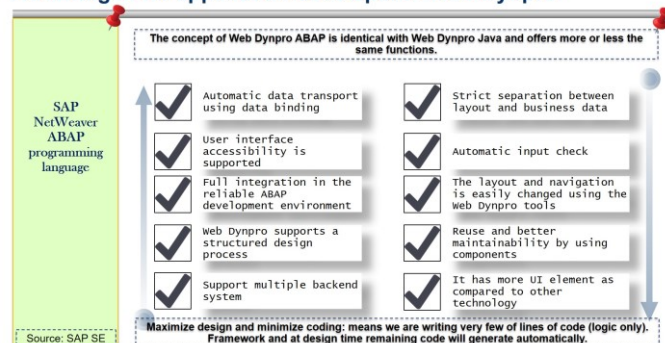 The concept of Web Dynpro ABAP is identical with Web Dynpro Java and offers more or less the
same functions.
SAP
NetWeaver
ABAP
programming
language
Automatic data transport
using data binding
User interface
accessibility is
supported
Full integration in the
reliable ABAP
development environment
Web Dynpro supports a
structured design
process
Support multiple backend
system
Strict separation between
layout and business data
Automatic input check
The layout and navigation
is easily changed using the
Web Dynpro tools
Reuse and better
maintainability by using
components
It has more UI element as
compared to other
technology
Source: SAP SE
Maximize design and minimize coding: means we are writing very few of lines of code (logic only).
Framework and at design time remaining code will generate automatically.